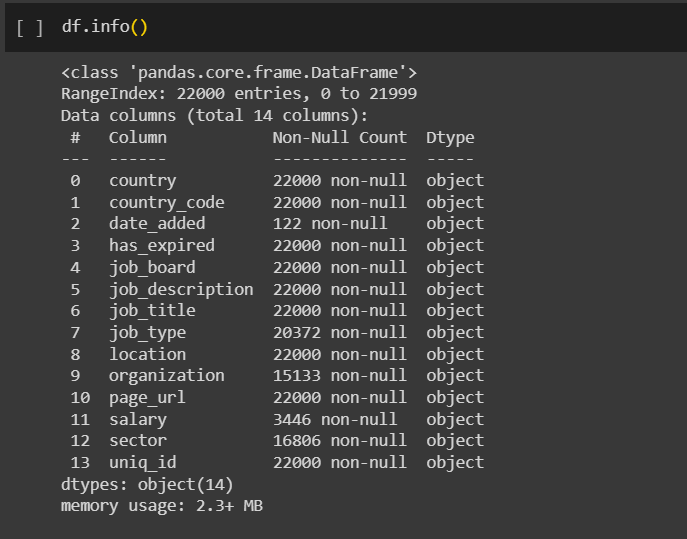 [ ] df.info()
<class 'pandas.core.frame.DataFrame'>
RangeIndex: 22000 entries, 0 to 21999
Data columns (total 14 columns):
 #   Column           Non-Null Count  Dtype
---  ------           --------------  -----
 0   country          22000 non-null  object
 1   country_code     22000 non-null  object
 2   date_added       122 non-null    object
 3   has_expired      22000 non-null  object
 4   job_board        22000 non-null  object
 5   job_description  22000 non-null  object
 6   job_title        22000 non-null  object
 7   job_type         20372 non-null  object
 8   location         22000 non-null  object
 9   organization     15133 non-null  object
 10  page_url         22000 non-null  object
 11  salary           3446 non-null   object
 12  sector           16806 non-null  object
 13  uniq_id          22000 non-null  object
dtypes: object(14)
memory usage: 2.3+ MB